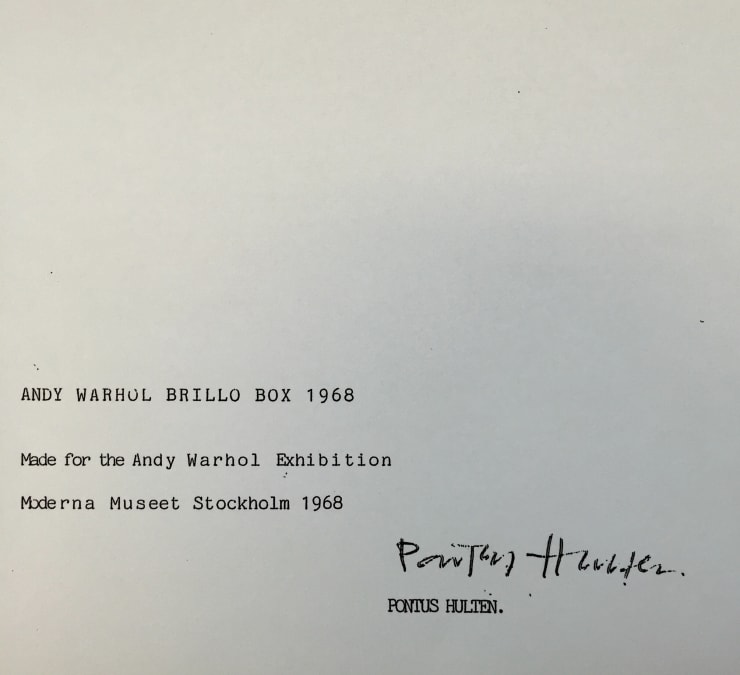 ANDY WARHOL BRILLO BOX 1968
Made for the Andy Warhol Exhibition
Moderna Museet Stockholm 1968
Pontus Hulten.
PONTUS HULTEN.